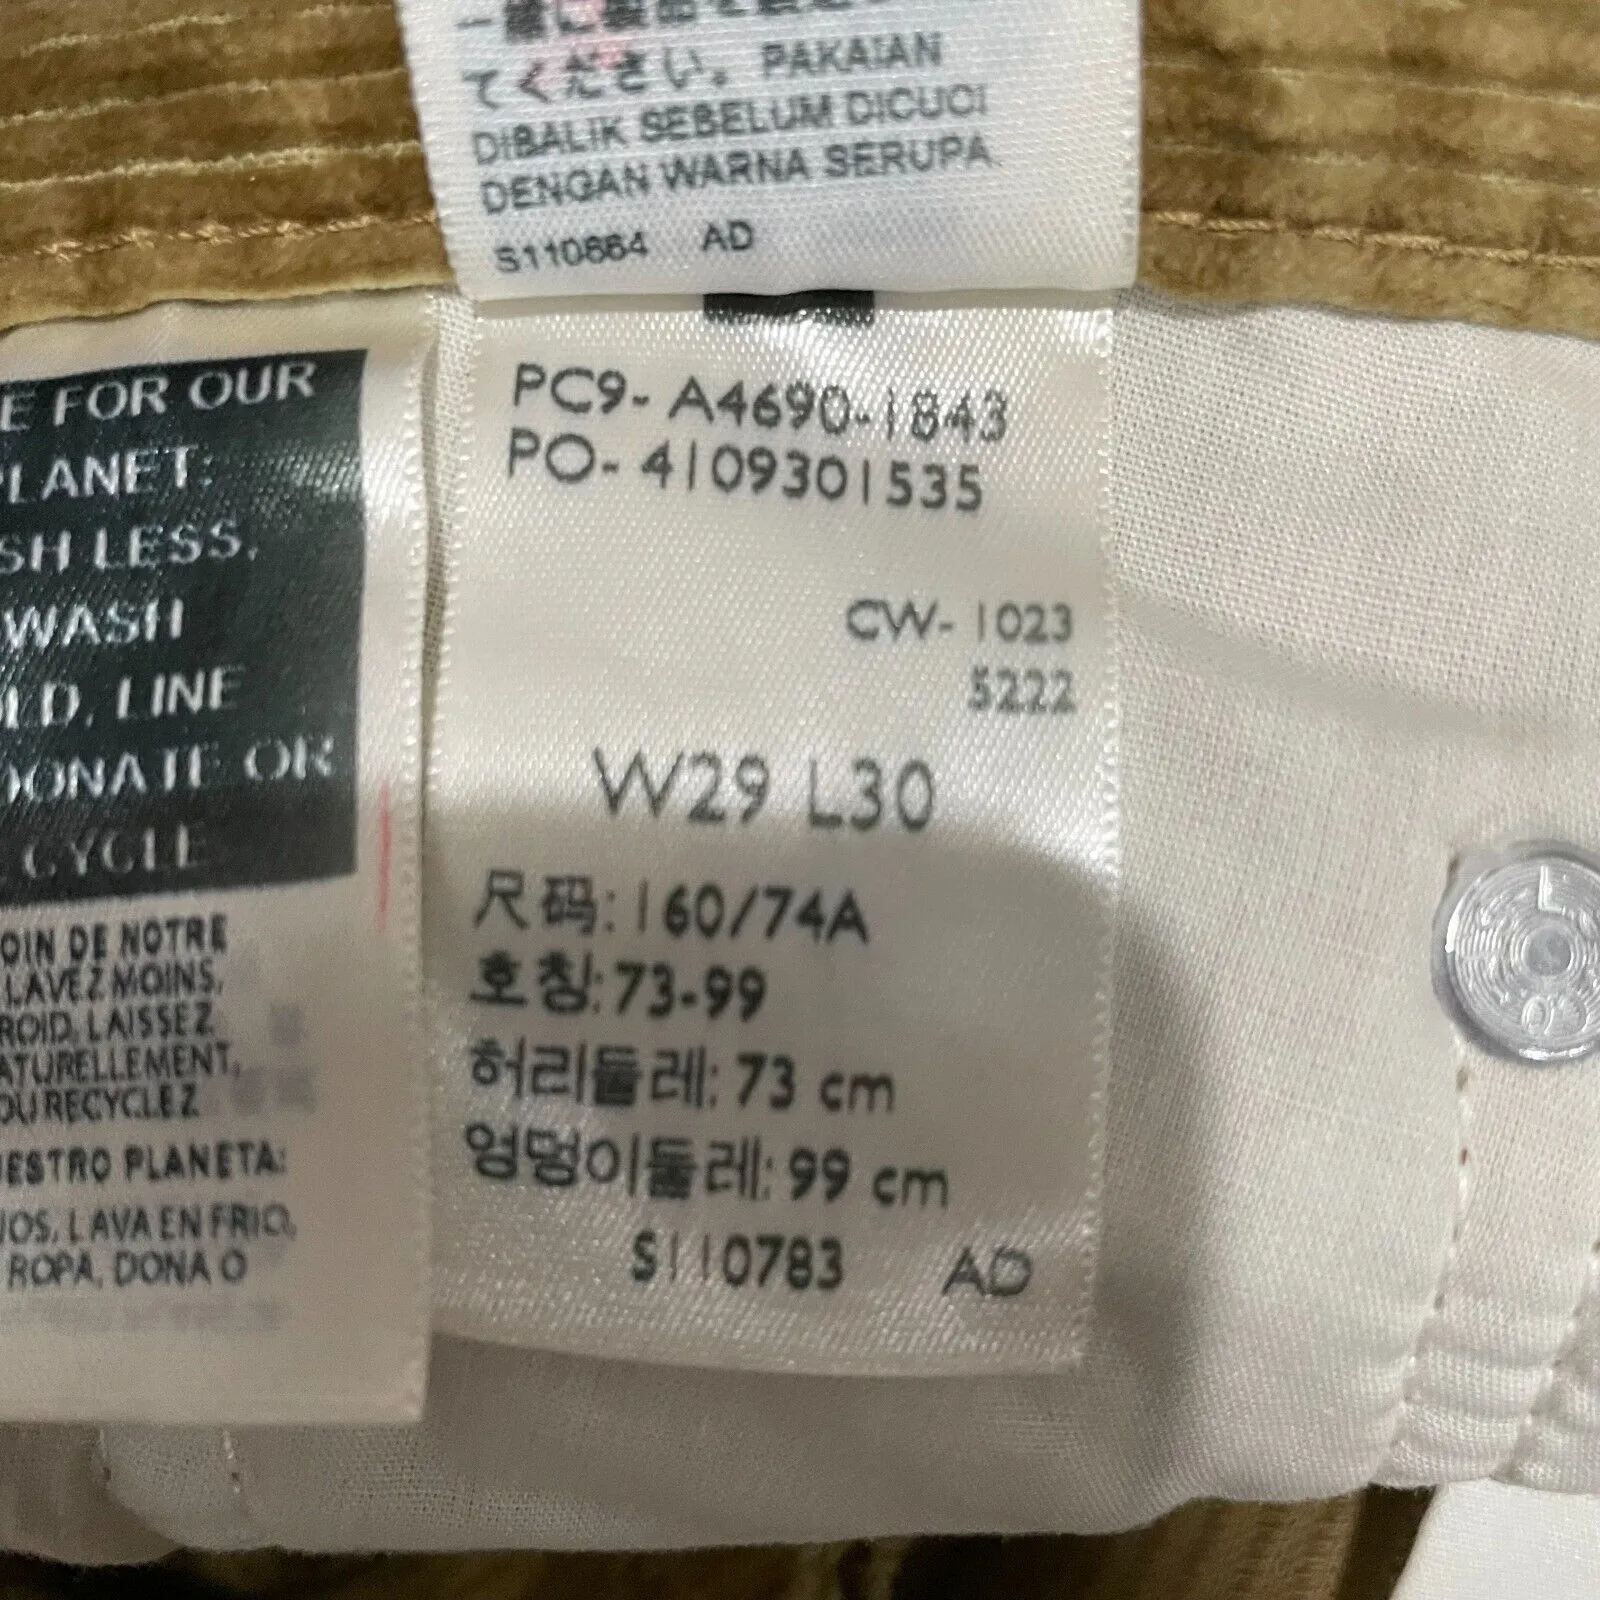 てください。 PAKAIAN
DIBALIK SEBELUM DICUCI
DENGAN WARNA SERUPA.
S110664 AD
E FOR OUR
PLANET:
SH LESS,
WASH
LD, LINE
DONATE OR
CYCLE
OIN DE NOTRE
LAVEZ MOINS,
ROID, LAISSEZ
ATURELLEMENT,
OU RECYCLEZ
ESTRO PLANETA:
OS, LAVA EN FRIO,
ROPA, DONA O
PC9- A4690-1843
PO- 4109301535
CW- 1023
5222
W29 L30
尺码: 160/74A
호칭: 73-99
허리둘레: 73 cm
엉덩이둘레: 99 cm
S110783 AD